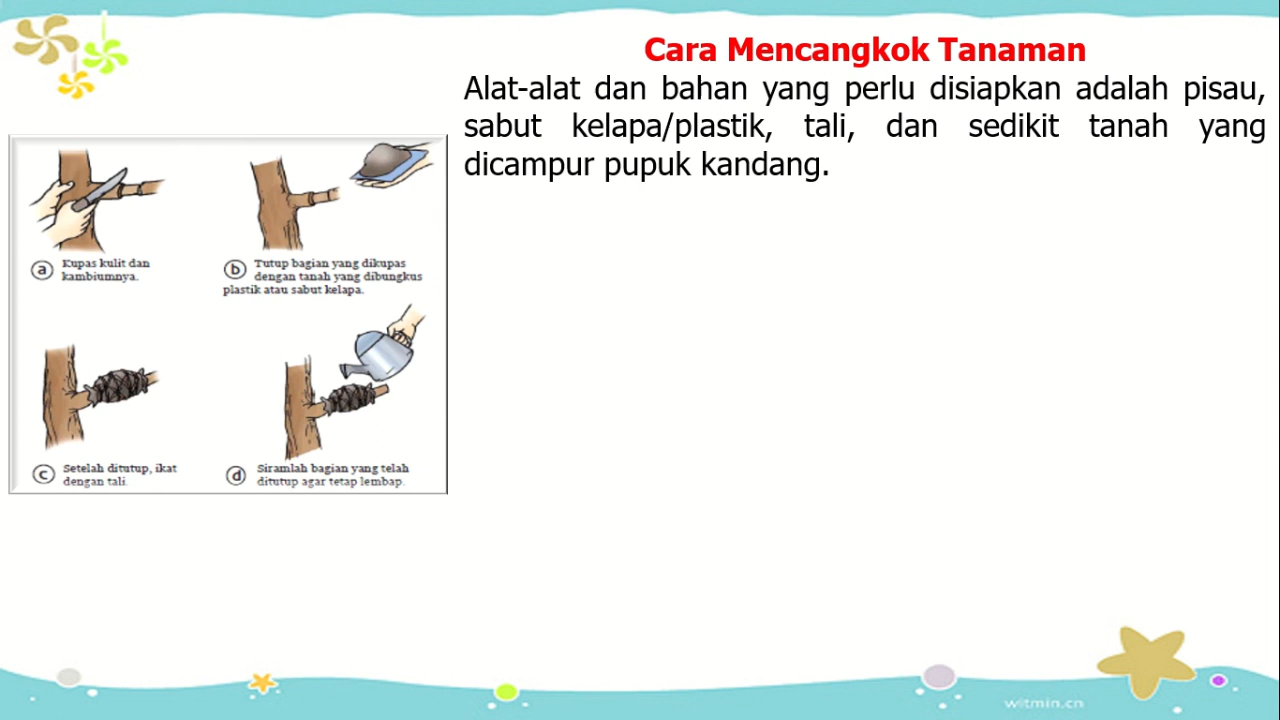 Cara Mencangkok Tanaman
Alat-alat dan bahan yang perlu disiapkan adalah pisau,
sabut kelapa/plastik, tali, dan sedikit tanah yang
dicampur pupuk kandang.
a Kupas kulit dan
kambiumnya.
b Tutup bagian yang dikupas
dengan tanah yang dibungkus
plastik atau sabut kelapa.
c Setelah ditutup, ikat
dengan tali.
d Siramlah bagian yang telah
ditutup agar tetap lembap.
witmin.cn